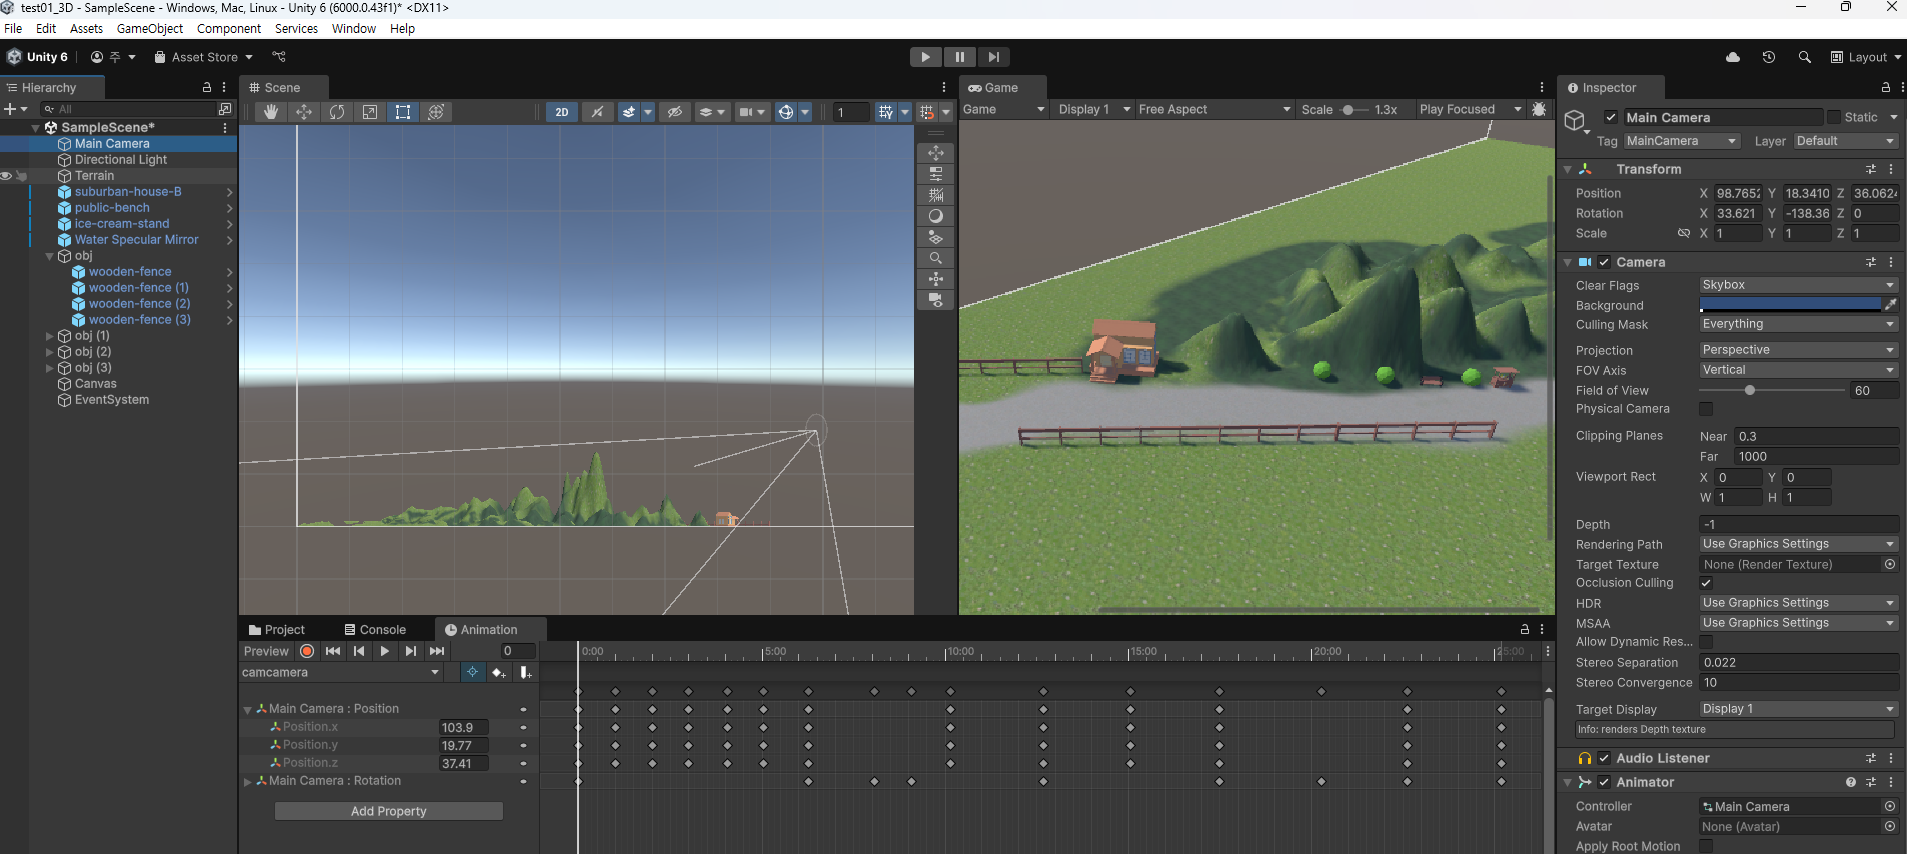 test01_3D - SampleScene - Windows, Mac, Linux - Unity 6 (6000.0.43f1)* <DX11>
File Edit Assets GameObject Component Services Window Help
Unity 6 주 Asset Store Layout
Hierarchy
All
SampleScene*
Main Camera
Directional Light
Terrain
suburban-house-B
public-bench
ice-cream-stand
Water Specular Mirror
obj
wooden-fence
wooden-fence (1)
wooden-fence (2)
wooden-fence (3)
obj (1)
obj (2)
obj (3)
Canvas
EventSystem
Scene
2D 1
Game
Game Display 1 Free Aspect Scale 1.3x Play Focused
Project Console Animation
Preview 0
camcamera
0:00 5:00 10:00 15:00 20:00 25:00
Main Camera : Position
Position.x 103.9
Position.y 19.77
Position.z 37.41
Main Camera : Rotation
Add Property
Inspector
Main Camera Static
Tag MainCamera Layer Default
Transform
Position X 98.7652 Y 18.3410 Z 36.0624
Rotation X 33.621 Y -138.36 Z 0
Scale X 1 Y 1 Z 1
Camera
Clear Flags Skybox
Background
Culling Mask Everything
Projection Perspective
FOV Axis Vertical
Field of View 60
Physical Camera
Clipping Planes Near 0.3
Far 1000
Viewport Rect X 0 Y 0
W 1 H 1
Depth -1
Rendering Path Use Graphics Settings
Target Texture None (Render Texture)
Occlusion Culling
HDR Use Graphics Settings
MSAA Use Graphics Settings
Allow Dynamic Res...
Stereo Separation 0.022
Stereo Convergence 10
Target Display Display 1
Info: renders Depth texture
Audio Listener
Animator
Controller Main Camera
Avatar None (Avatar)
Apply Root Motion